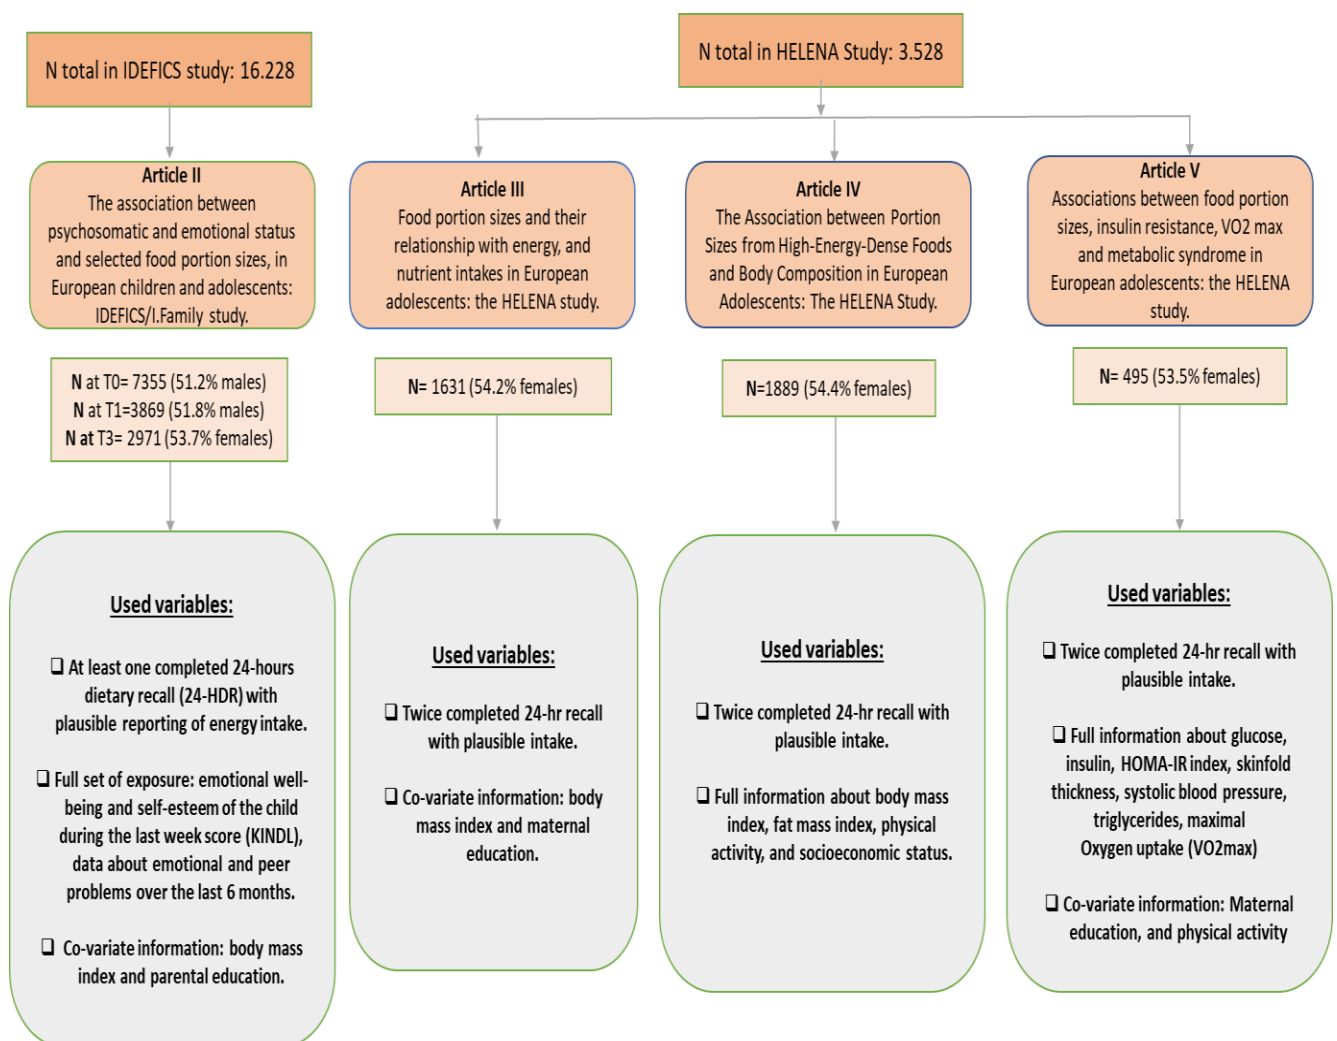 N total in IDEFICS study: 16.228
N total in HELENA Study: 3.528
Article II
The association between
psychosomatic and emotional status
and selected food portion sizes, in
European children and adolescents:
IDEFICS/I.Family study.
Article III
Food portion sizes and their
relationship with energy, and
nutrient intakes in European
adolescents: the HELENA study.
Article IV
The Association between Portion
Sizes from High-Energy-Dense Foods
and Body Composition in European
Adolescents: The HELENA Study.
Article V
Associations between food portion
sizes, insulin resistance, VO2 max
and metabolic syndrome in
European adolescents: the HELENA
study.
N at T0= 7355 (51.2% males)
N at T1=3869 (51.8% males)
N at T3= 2971 (53.7% females)
N= 1631 (54.2% females)
N=1889 (54.4% females)
N= 495 (53.5% females)
Used variables:
❑ At least one completed 24-hours
dietary recall (24-HDR) with
plausible reporting of energy intake.
❑ Full set of exposure: emotional well-
being and self-esteem of the child
during the last week score (KINDL),
data about emotional and peer
problems over the last 6 months.
❑ Co-variate information: body mass
index and parental education.
Used variables:
❑ Twice completed 24-hr recall
with plausible intake.
❑ Co-variate information: body
mass index and maternal
education.
Used variables:
❑ Twice completed 24-hr recall with
plausible intake.
❑ Full information about body mass
index, fat mass index, physical
activity, and socioeconomic status.
Used variables:
❑ Twice completed 24-hr recall with
plausible intake.
❑ Full information about glucose,
insulin, HOMA-IR index, skinfold
thickness, systolic blood pressure,
triglycerides, maximal
Oxygen uptake (VO2max)
❑ Co-variate information: Maternal
education, and physical activity